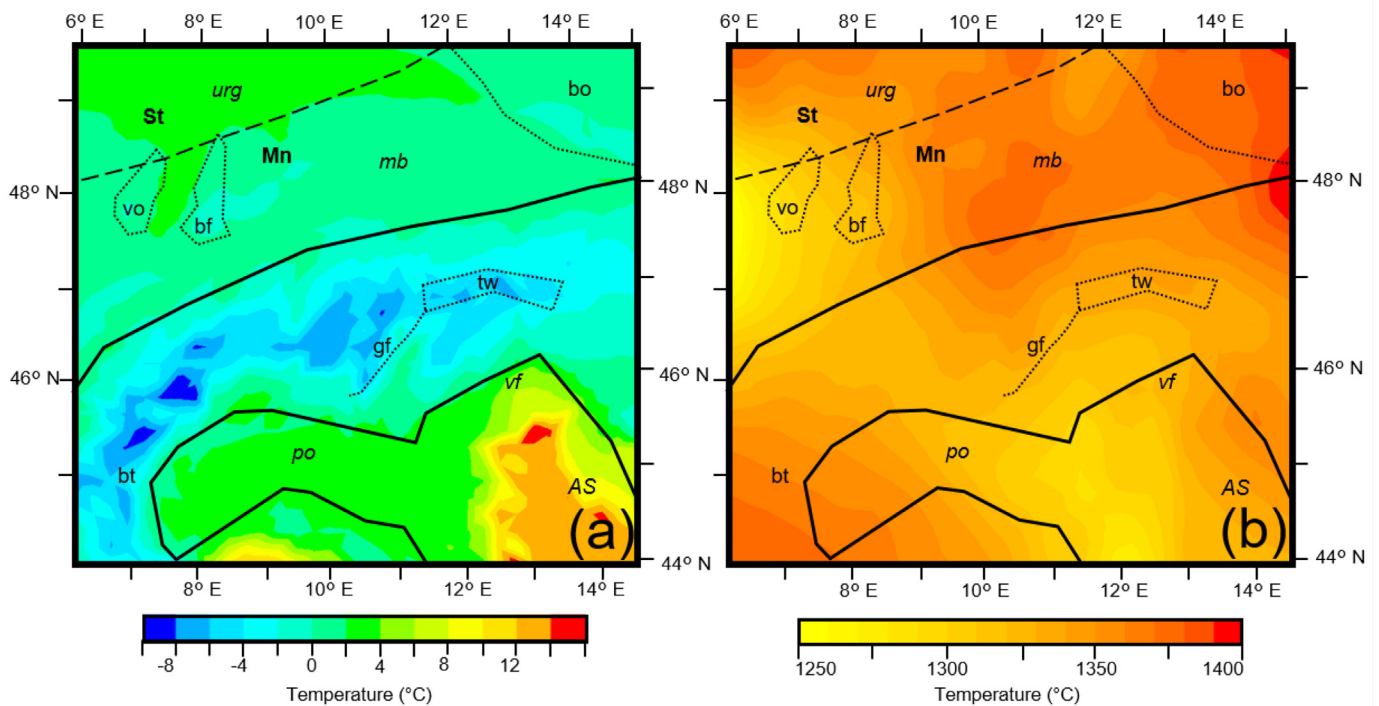 6º E 8º E 10º E 12º E 14º E 6º E 8º E 10º E 12º E 14º E
urg bo urg bo
St St
Mn mb Mn mb
48º N 48º N
vo bf vo bf
tw tw
gf gf
46º N vf 46º N vf
po po
bt AS bt AS
(a) (b)
44º N 44º N
8º E 10º E 12º E 14º E 8º E 10º E 12º E 14º E
-8 -4 0 4 8 12 1250 1300 1350 1400
Temperature (°C) Temperature (°C)